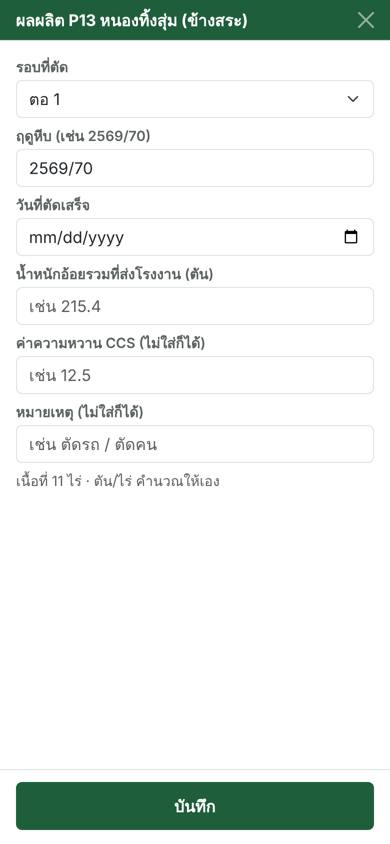 ผลผลิต P13 หนองทิ้งสุ่ม (ข้างสระ)
รอบที่ตัด
ตอ 1
ฤดูหีบ (เช่น 2569/70)
2569/70
วันที่ตัดเสร็จ
mm/dd/yyyy
น้ำหนักอ้อยรวมที่ส่งโรงงาน (ตัน)
เช่น 215.4
ค่าความหวาน CCS (ไม่ใส่ก็ได้)
เช่น 12.5
หมายเหตุ (ไม่ใส่ก็ได้)
เช่น ตัดรถ / ตัดคน
เนื้อที่ 11 ไร่ · ตัน/ไร่ คำนวณให้เอง
บันทึก